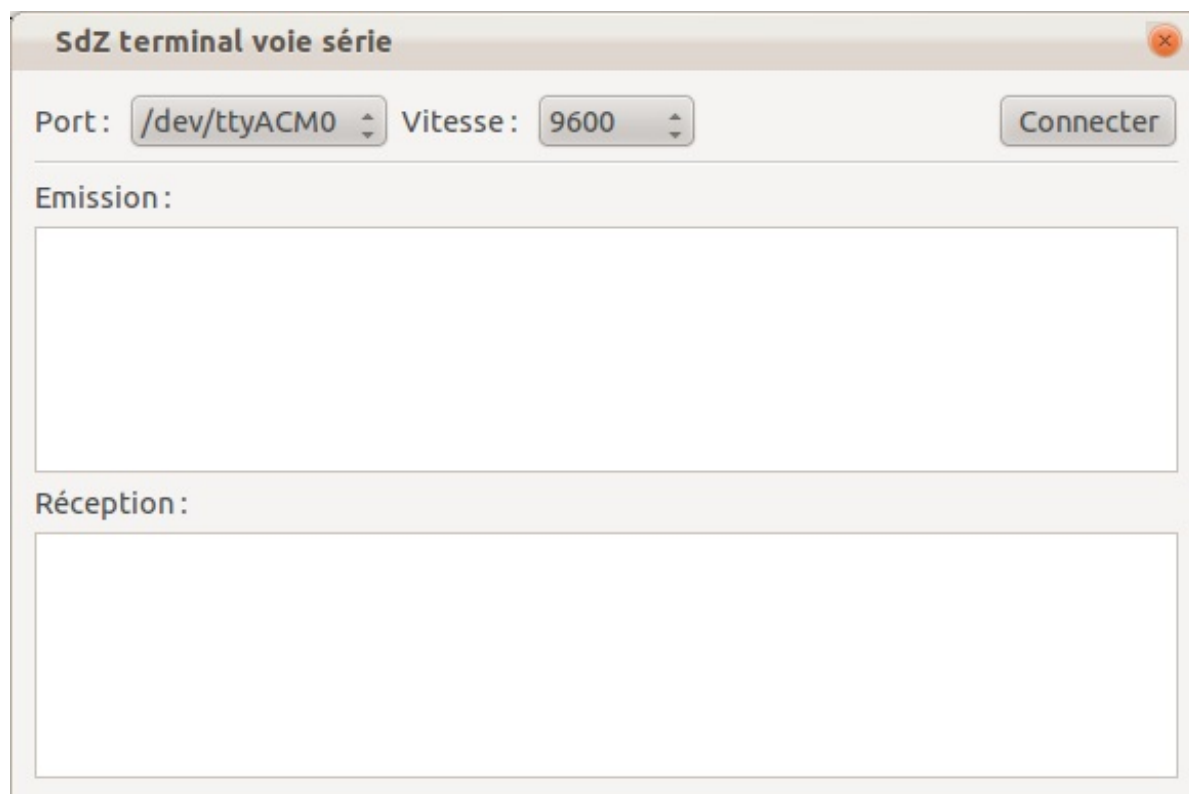 SdZ terminal voie série
Port : /dev/ttyACM0 Vitesse : 9600 Connecter
Emission :
Réception :